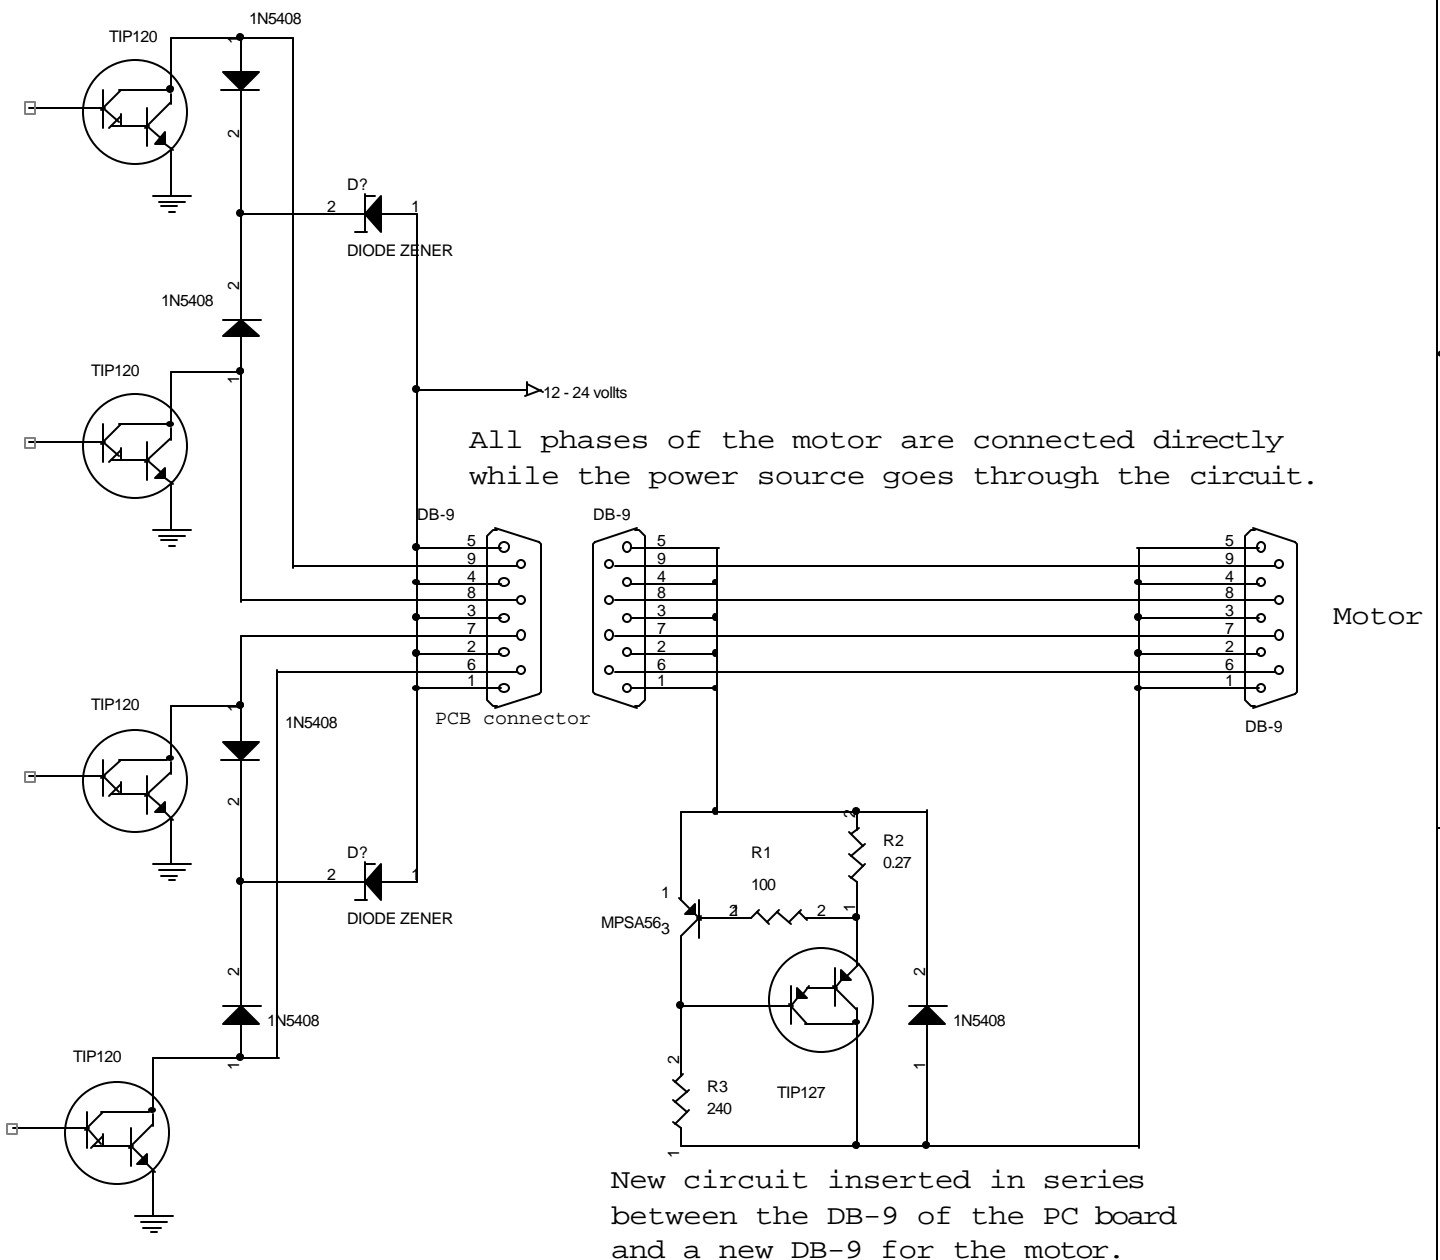 1N5408
TIP120
1
2
D?
2
1
DIODE ZENER
2
1N5408
TIP120
1
12 - 24 vollts
All phases of the motor are connected directly
while the power source goes through the circuit.
DB-9
DB-9
5
9
4
8
3
7
2
6
1
5
9
4
8
3
7
2
6
1
5
9
4
8
3
7
2
6
1
Motor
PCB connector
DB-9
TIP120
1
1N5408
2
D?
2
1
DIODE ZENER
2
1N5408
1
TIP120
2
R2
0.27
R1
100
1
1
MPSA56
3
2
1
2
2
1N5408
2
R3
240
TIP127
1
1
New circuit inserted in series
between the DB-9 of the PC board
and a new DB-9 for the motor.